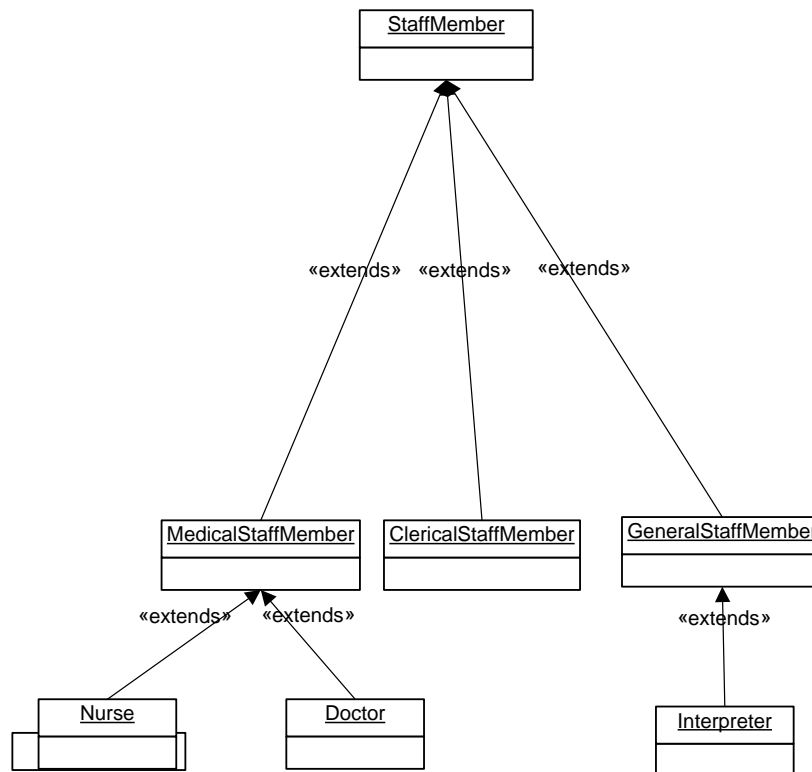 StaffMember
«extends»
«extends»
«extends»
MedicalStaffMember
ClericalStaffMember
GeneralStaffMember
«extends»
«extends»
«extends»
Nurse
Doctor
Interpreter